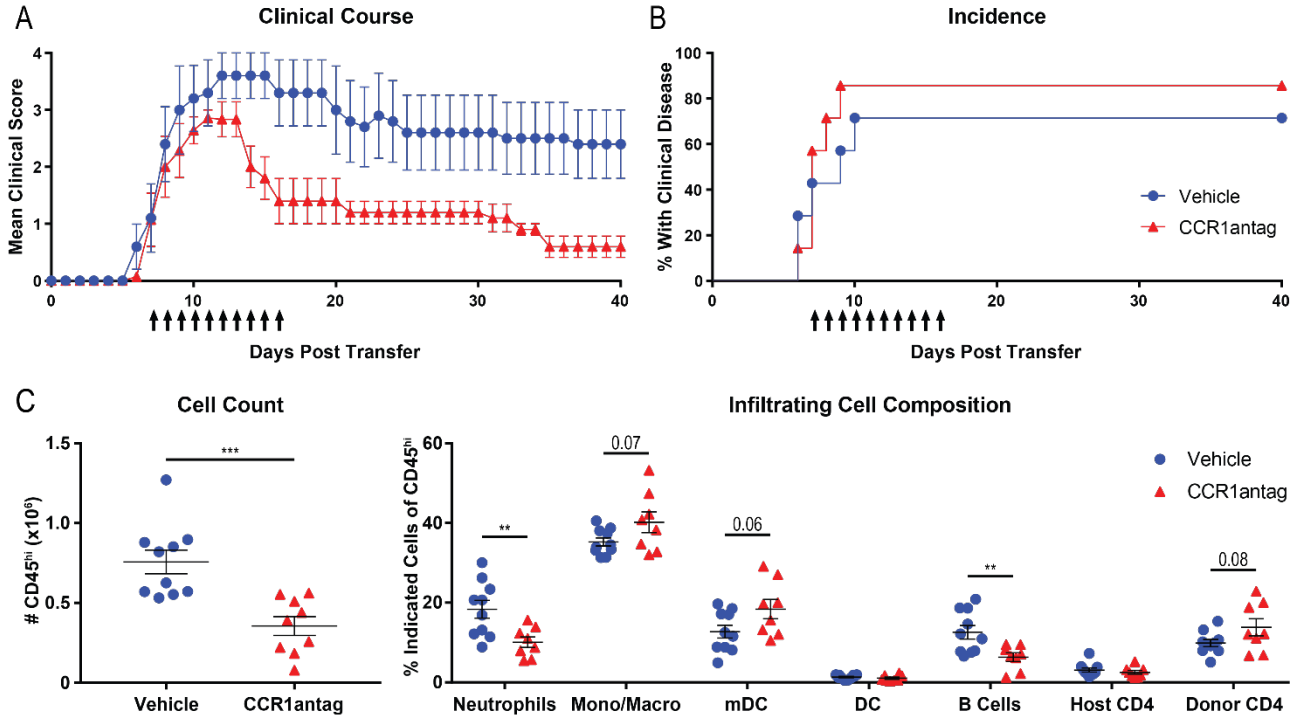 A
Clinical Course
Mean Clinical Score
4
3
2
1
0
0 10 20 30 40
Days Post Transfer
B
Incidence
% With Clinical Disease
100
80
60
40
20
0
0 10 20 30 40
Days Post Transfer
Vehicle
CCR1antag
C
Cell Count
# CD45ʰⁱ (x10⁶)
1.5
1.0
0.5
0
***
Vehicle CCR1antag
Infiltrating Cell Composition
% Indicated Cells of CD45ʰⁱ
60
40
20
0
** 0.07 0.06 ** 0.08
Neutrophils Mono/Macro mDC DC B Cells Host CD4 Donor CD4
Vehicle
CCR1antag